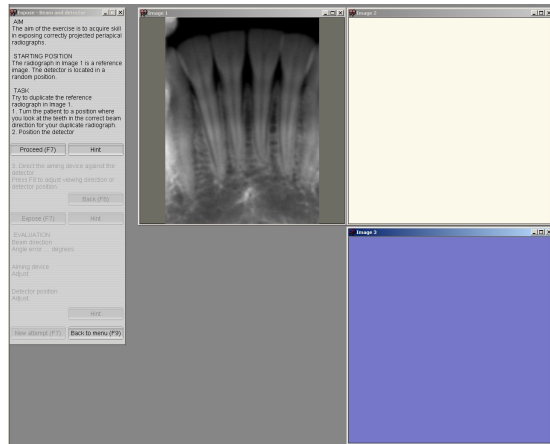 Expose - Beam and detector
AIM
The aim of the exercise is to acquire skill
in exposing correctly projected periapical
radiographs.
STARTING POSITION
The radiograph in Image 1 is a reference
image. The detector is located in a
random position.
TASK
Try to duplicate the reference
radiograph in Image 1.
1. Turn the patient to a position where
you look at the teeth in the correct beam
direction for your duplicate radiograph.
2. Position the detector
Proceed (F7) Hint
3. Direct the aiming device against the
detector.
Press F8 to adjust viewing direction or
detector position.
Back (F8)
Expose (F7) Hint
EVALUATION
Beam direction
Angle error: degrees
Aiming device
Adjust
Detector position
Adjust
Hint
New attempt (F7) Back to menu (F9)
Image 1
Image 2
Image 3